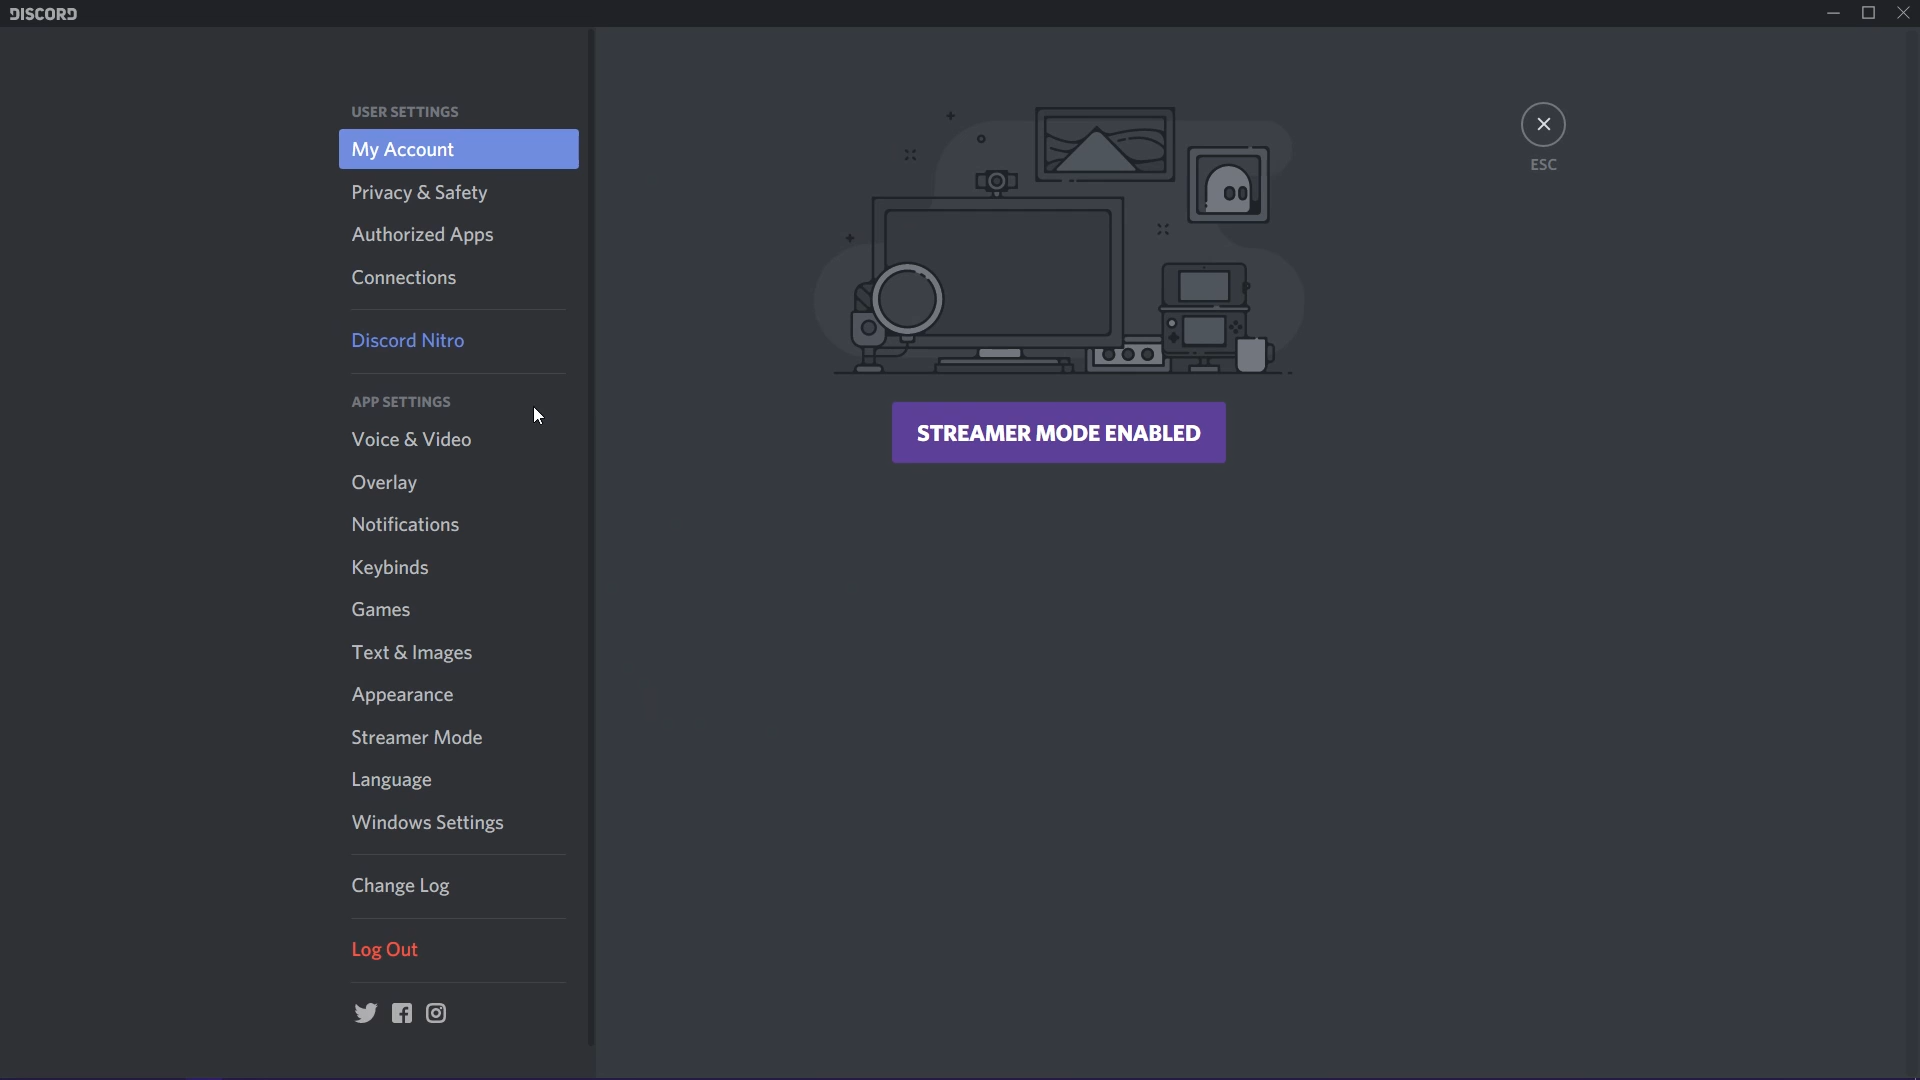 DISCORD
USER SETTINGS
My Account
Privacy & Safety
Authorized Apps
Connections
Discord Nitro
APP SETTINGS
Voice & Video
Overlay
Notifications
Keybinds
Games
Text & Images
Appearance
Streamer Mode
Language
Windows Settings
Change Log
Log Out
ESC
STREAMER MODE ENABLED